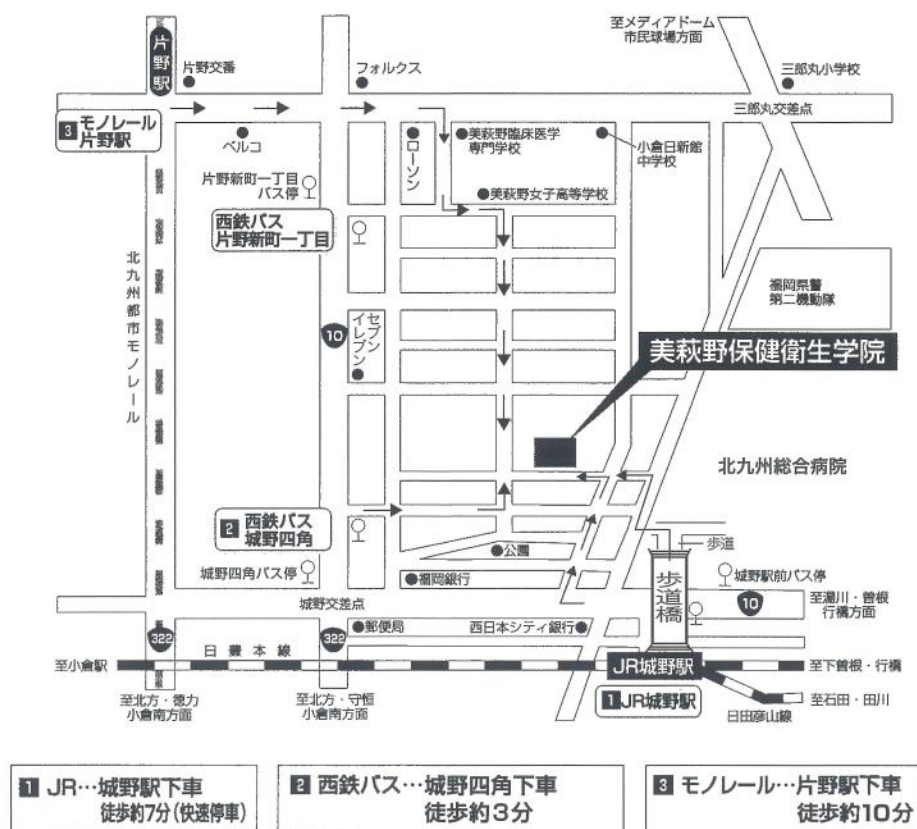 至メディアドーム
市民球場方面
片野駅
片野交番
フォルクス
三郎丸小学校
三郎丸交差点
3 モノレール
片野駅
ベルコ
ローソン
美萩野臨床医学
専門学校
小倉日新館
中学校
片野新町一丁目
バス停
美萩野女子高等学校
西鉄バス
片野新町一丁目
北九州都市モノレール
福岡県警
第二機動隊
10
セブン
イレブン
美萩野保健衛生学院
北九州総合病院
2 西鉄バス
城野四角
公園
歩道
城野四角バス停
福岡銀行
歩道橋
城野駅前バス停
城野交差点
10
至湯川・曽根
行橋方面
322
322
郵便局
西日本シティ銀行
日豊本線
至小倉駅
JR城野駅
至下曽根・行橋
至北方・徳力
小倉南方面
至北方・守恒
小倉南方面
1 JR城野駅
日田彦山線
至石田・田川
1 JR…城野駅下車
徒歩約7分(快速停車)
2 西鉄バス…城野四角下車
徒歩約3分
3 モノレール…片野駅下車
徒歩約10分